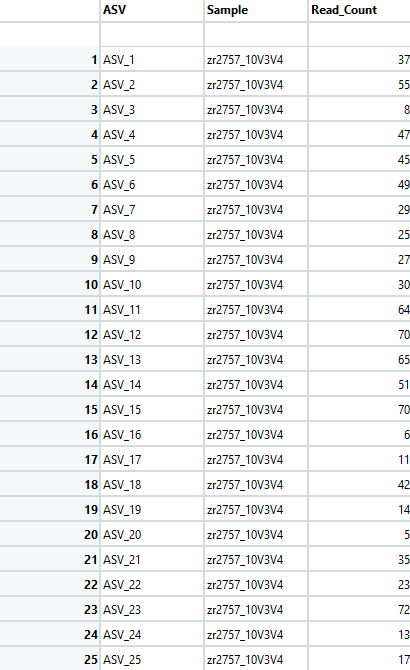 ASV Sample Read_Count
1 ASV_1 zr2757_10V3V4 37
2 ASV_2 zr2757_10V3V4 55
3 ASV_3 zr2757_10V3V4 8
4 ASV_4 zr2757_10V3V4 47
5 ASV_5 zr2757_10V3V4 45
6 ASV_6 zr2757_10V3V4 49
7 ASV_7 zr2757_10V3V4 29
8 ASV_8 zr2757_10V3V4 25
9 ASV_9 zr2757_10V3V4 27
10 ASV_10 zr2757_10V3V4 30
11 ASV_11 zr2757_10V3V4 64
12 ASV_12 zr2757_10V3V4 70
13 ASV_13 zr2757_10V3V4 65
14 ASV_14 zr2757_10V3V4 51
15 ASV_15 zr2757_10V3V4 70
16 ASV_16 zr2757_10V3V4 6
17 ASV_17 zr2757_10V3V4 11
18 ASV_18 zr2757_10V3V4 42
19 ASV_19 zr2757_10V3V4 14
20 ASV_20 zr2757_10V3V4 5
21 ASV_21 zr2757_10V3V4 35
22 ASV_22 zr2757_10V3V4 23
23 ASV_23 zr2757_10V3V4 72
24 ASV_24 zr2757_10V3V4 13
25 ASV_25 zr2757_10V3V4 17